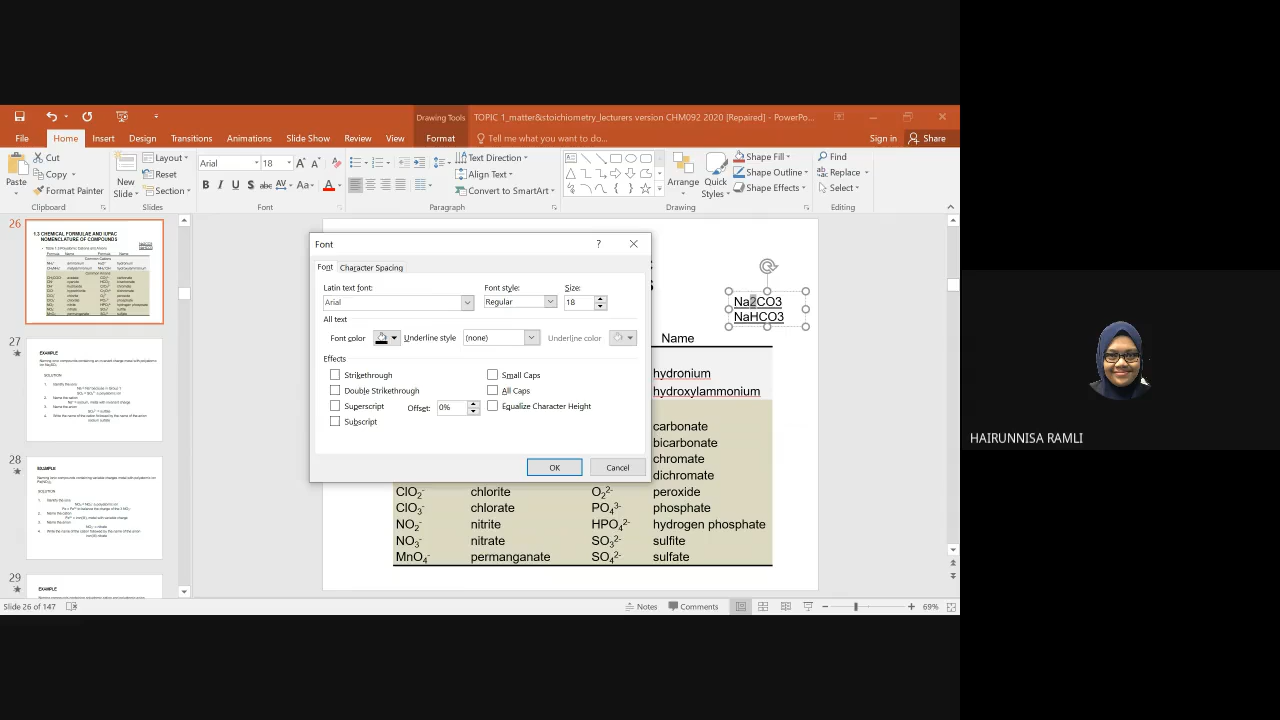 Drawing Tools TOPIC 1_matter&stoichiometry_lecturers version CHM092 2020 [Repaired] - PowerPo...
File Home Insert Design Transitions Animations Slide Show Review View Format Tell me what you want to do... Sign in Share
Paste Cut Copy Format Painter
Clipboard
New Slide Layout Reset Section
Slides
Arial 18
B I U S abc AV Aa A
Font
Text Direction Align Text Convert to SmartArt
Paragraph
Arrange Quick Styles Shape Fill Shape Outline Shape Effects
Drawing
Find Replace Select
Editing
26
1.3 CHEMICAL FORMULAE AND IUPAC
NOMENCLATURE OF COMPOUNDS
27
EXAMPLE
SOLUTION
28
EXAMPLE
SOLUTION
29
EXAMPLE
Font ?
Font Character Spacing
Latin text font: Font style: Size:
Arial Regular 18
All text
Font color Underline style (none) Underline color
Effects
Strikethrough Small Caps
Double Strikethrough All Caps
Superscript Offset: 0% Equalize Character Height
Subscript
OK Cancel
Na2CO3
NaHCO3
Name
hydronium
hydroxylammonium
carbonate
bicarbonate
chromate
dichromate
ClO₂⁻ chlorite O₂²⁻ peroxide
ClO₃⁻ chlorate PO₄³⁻ phosphate
NO₂⁻ nitrite HPO₄²⁻ hydrogen phosphate
NO₃⁻ nitrate SO₃²⁻ sulfite
MnO₄⁻ permanganate SO₄²⁻ sulfate
Slide 26 of 147 Notes Comments 69%
HAIRUNNISA RAMLI